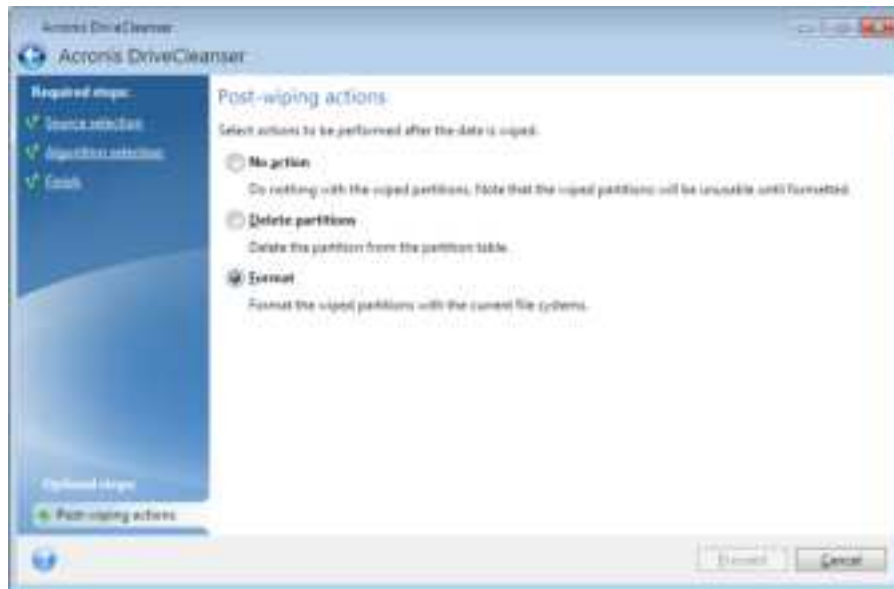 Acronis DriveCleanser
Acronis DriveCleanser
Required steps:
Source selection
Algorithm selection
Finish
Post-wiping actions
Select actions to be performed after the data is wiped.
No action
Do nothing with the wiped partitions. Note that the wiped partitions will be unusable until formatted.
Delete partitions
Delete the partition from the partition table.
Format
Format the wiped partitions with the current file systems.
Optional steps:
Post-wiping actions
Proceed
Cancel